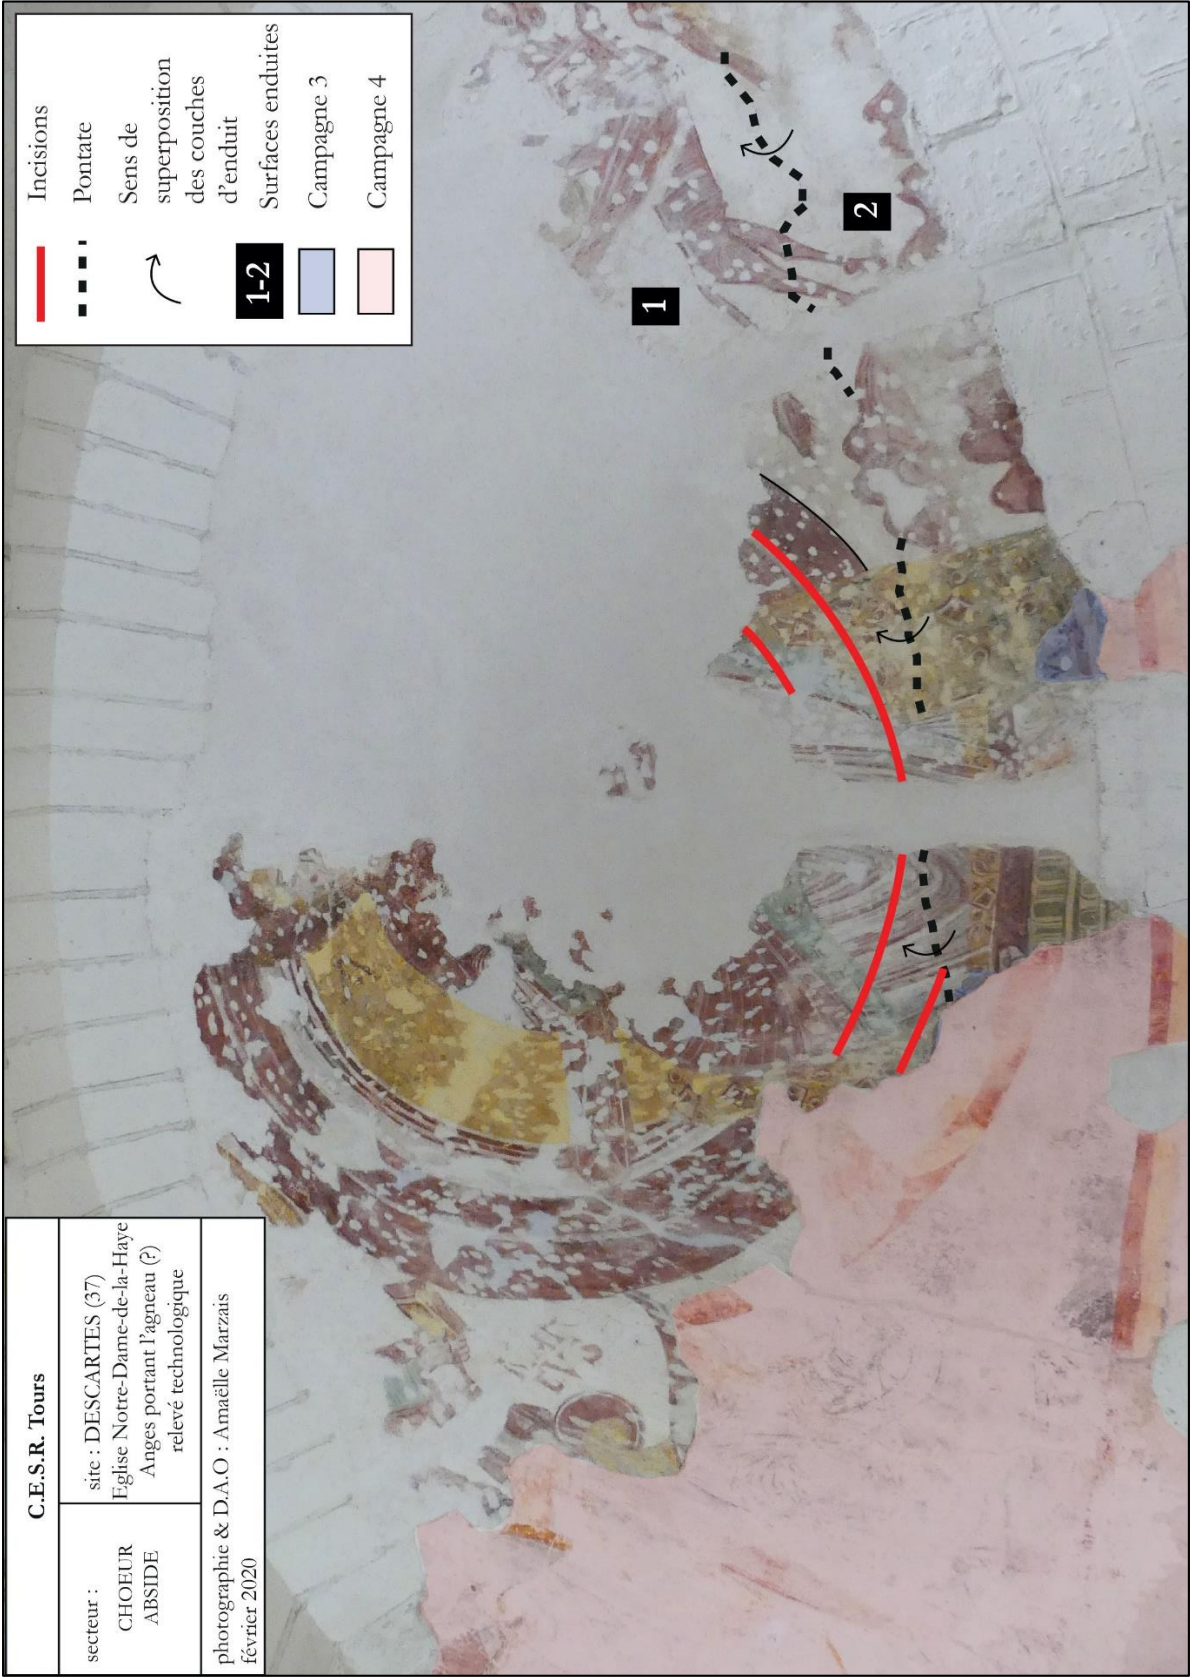 C.E.S.R. Tours
secteur :
CHOEUR
ABSIDE
site : DESCARTES (37)
Eglise Notre-Dame-de-la-Haye
Anges portant l'agneau (?)
relevé technologique
photographie & D.A.O : Amaëlle Marzais
février 2020
Incisions
Pontate
Sens de
superposition
des couches
d'enduit
1-2
Surfaces enduites
Campagne 3
Campagne 4
1
2